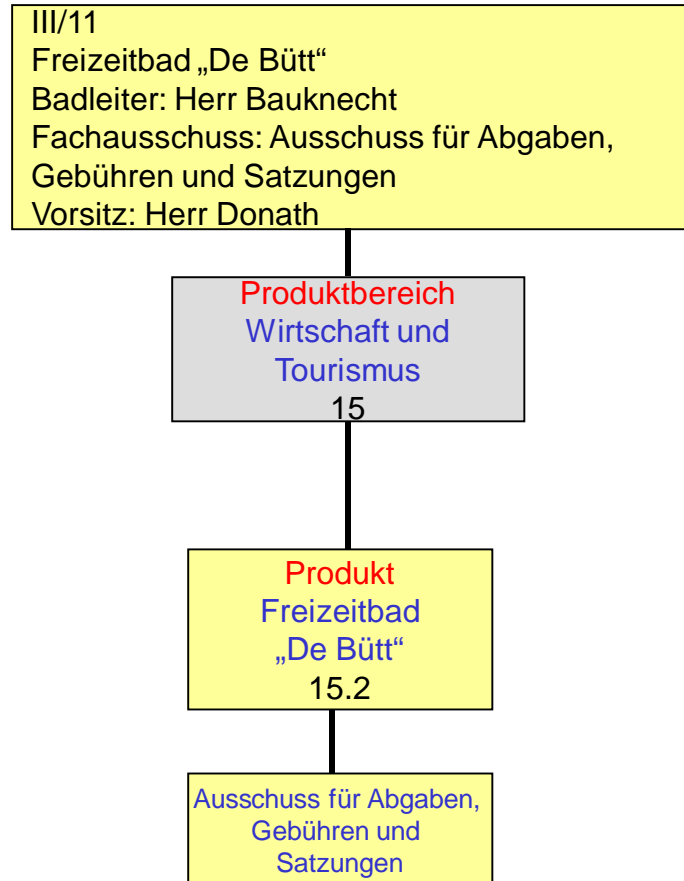 III/11
Freizeitbad „De Bütt“
Badleiter: Herr Bauknecht
Fachausschuss: Ausschuss für Abgaben,
Gebühren und Satzungen
Vorsitz: Herr Donath
Produktbereich
Wirtschaft und
Tourismus
15
Produkt
Freizeitbad
„De Bütt“
15.2
Ausschuss für Abgaben,
Gebühren und
Satzungen